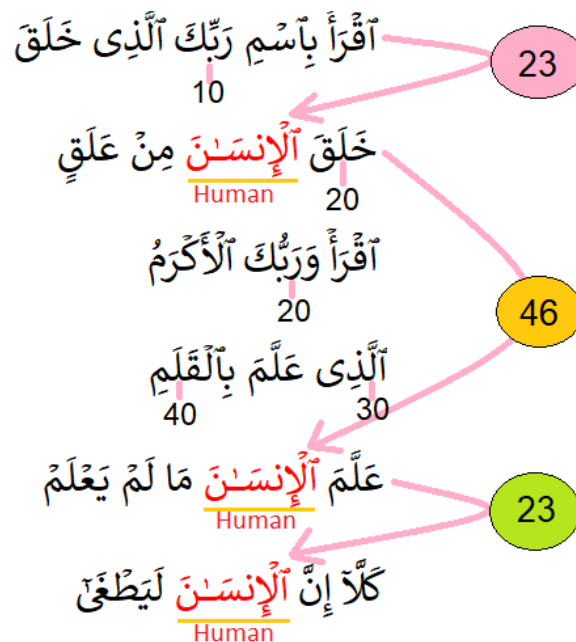 ٱقۡرَأۡ بِٱسۡمِ رَبِّكَ ٱلَّذِى خَلَقَ
23
10
خَلَقَ ٱلۡإِنسَـٰنَ مِنۡ عَلَقٍ
Human
20
ٱقۡرَأۡ وَرَبُّكَ ٱلۡأَكۡرَمُ
46
20
ٱلَّذِى عَلَّمَ بِٱلۡقَلَمِ
30
40
عَلَّمَ ٱلۡإِنسَـٰنَ مَا لَمۡ يَعۡلَمۡ
23
Human
كَلَّآ إِنَّ ٱلۡإِنسَـٰنَ لَيَطۡغَىٰٓ
Human